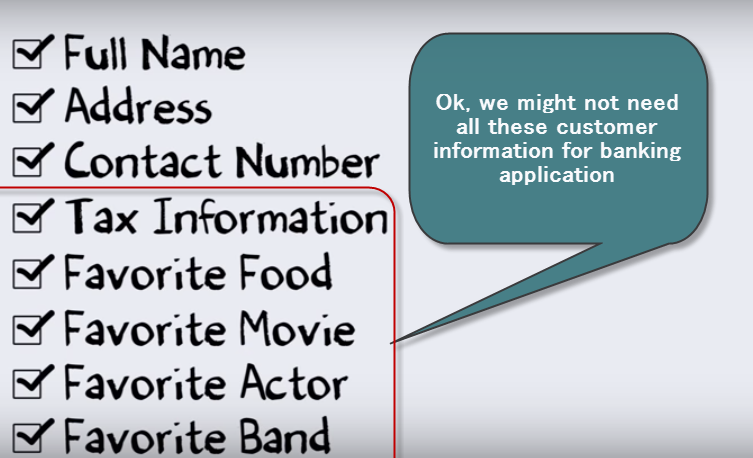 Full Name
Address
Contact Number
Tax Information
Favorite Food
Favorite Movie
Favorite Actor
Favorite Band
Ok, we might not need
all these customer
information for banking
application